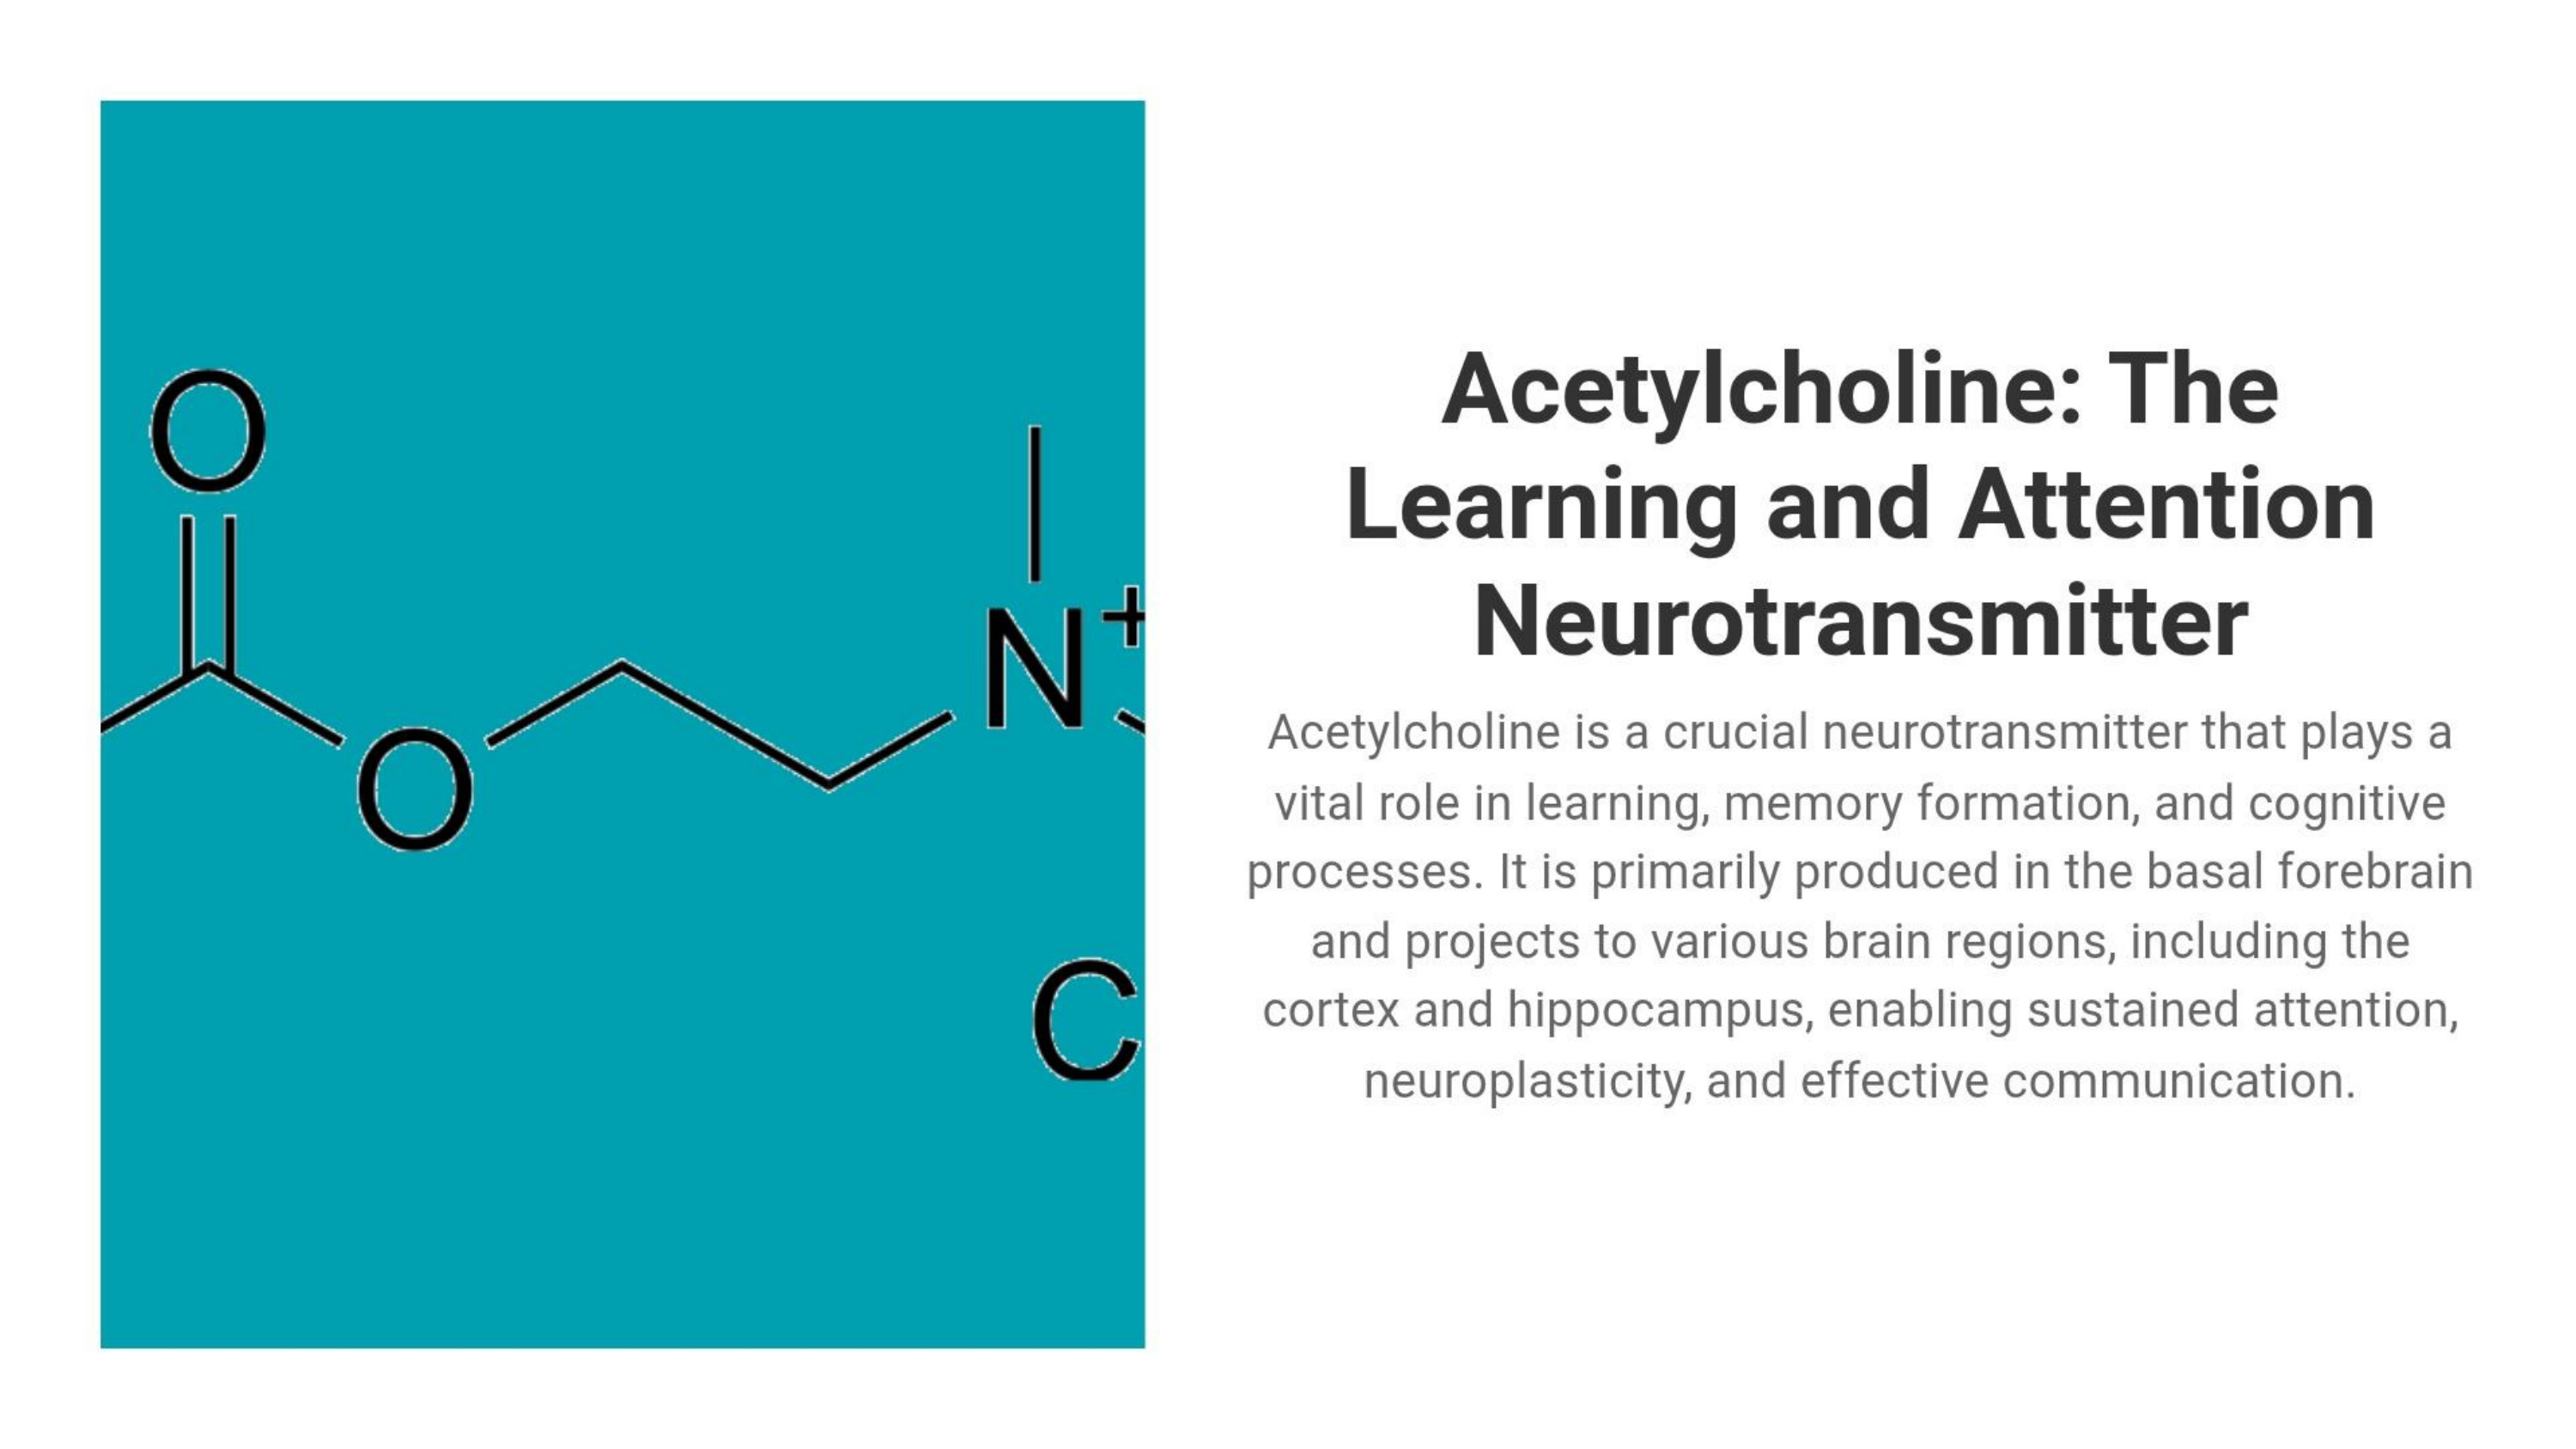 O
N+
O
C
Acetylcholine: The
Learning and Attention
Neurotransmitter
Acetylcholine is a crucial neurotransmitter that plays a
vital role in learning, memory formation, and cognitive
processes. It is primarily produced in the basal forebrain
and projects to various brain regions, including the
cortex and hippocampus, enabling sustained attention,
neuroplasticity, and effective communication.